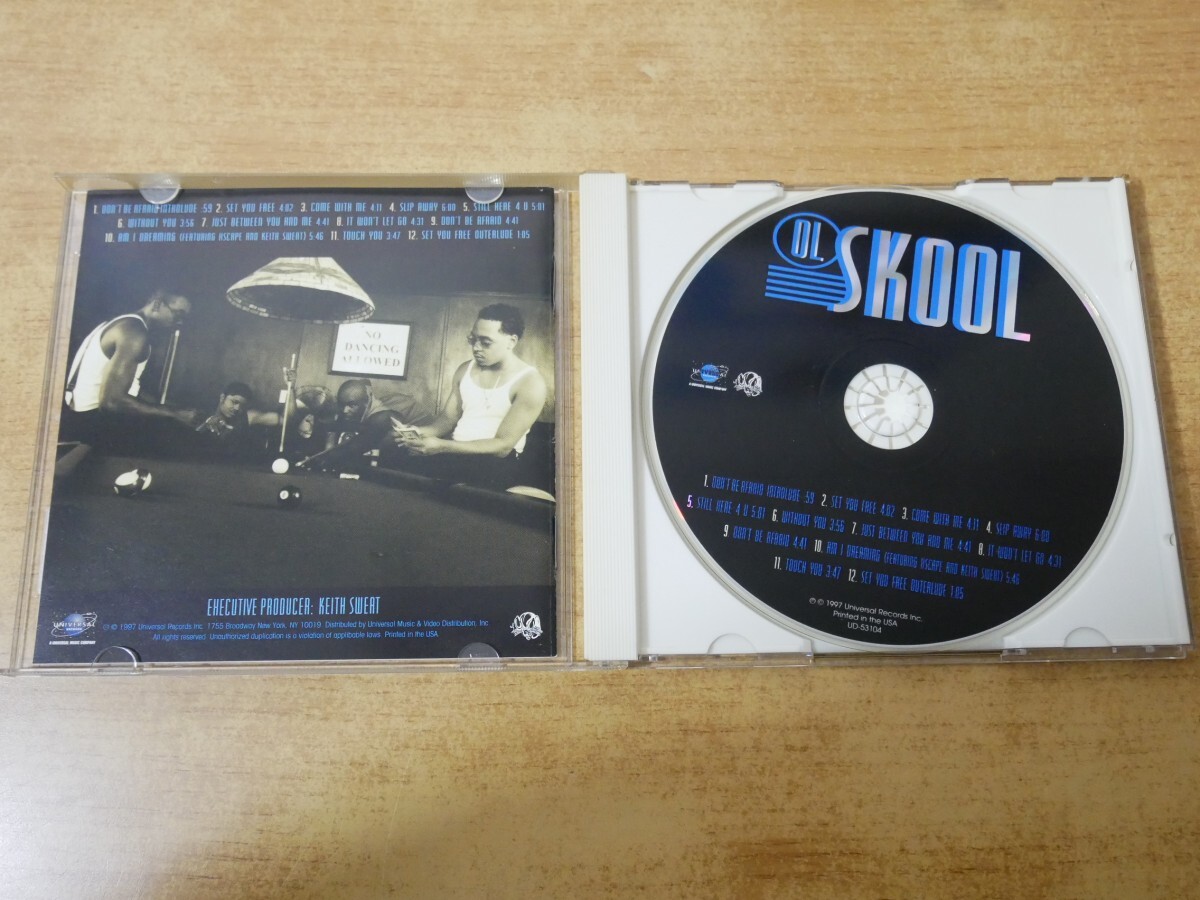 1. DON'T BE AFRAID INTRLUDE :59 2. SET YOU FREE 4:02 3. COME WITH ME 4:11 4. SLIP AWAY 6:00 5. STILL HERE 4 U 5:01
6. WITHOUT YOU 3:56 7. JUST BETWEEN YOU AND ME 4:41 8. IT WON'T LET GO 4:31 9. DON'T BE AFRAID 4:41
10. AM I DREAMING (FEATURING XSCAPE AND KEITH SWEAT) 5:46 11. TOUCH YOU 3:47 12. SET YOU FREE OUTERLUDE 1:05
NO
DANCING
ALLOWED
EXECUTIVE PRODUCER: KEITH SWEAT
UNIVERSAL
A UNIVERSAL MUSIC COMPANY
℗ © 1997 Universal Records Inc. 1755 Broadway New York, NY 10019. Distributed by Universal Music & Video Distribution, Inc
All rights reserved. Unauthorized duplication is a violation of applicable laws. Printed in the USA
OL
SKOOL
A UNIVERSAL MUSIC COMPANY
1. DON'T BE AFRAID INTRLUDE :59 2. SET YOU FREE 4:02 3. COME WITH ME 4:11 4. SLIP AWAY 6:00
5. STILL HERE 4 U 5:01 6. WITHOUT YOU 3:56 7. JUST BETWEEN YOU AND ME 4:41 8. IT WON'T LET GO 4:31
9. DON'T BE AFRAID 4:41 10. AM I DREAMING (FEATURING XSCAPE AND KEITH SWEAT) 5:46
11. TOUCH YOU 3:47 12. SET YOU FREE OUTERLUDE 1:05
℗ © 1997 Universal Records Inc.
Printed in the USA
UD-53104